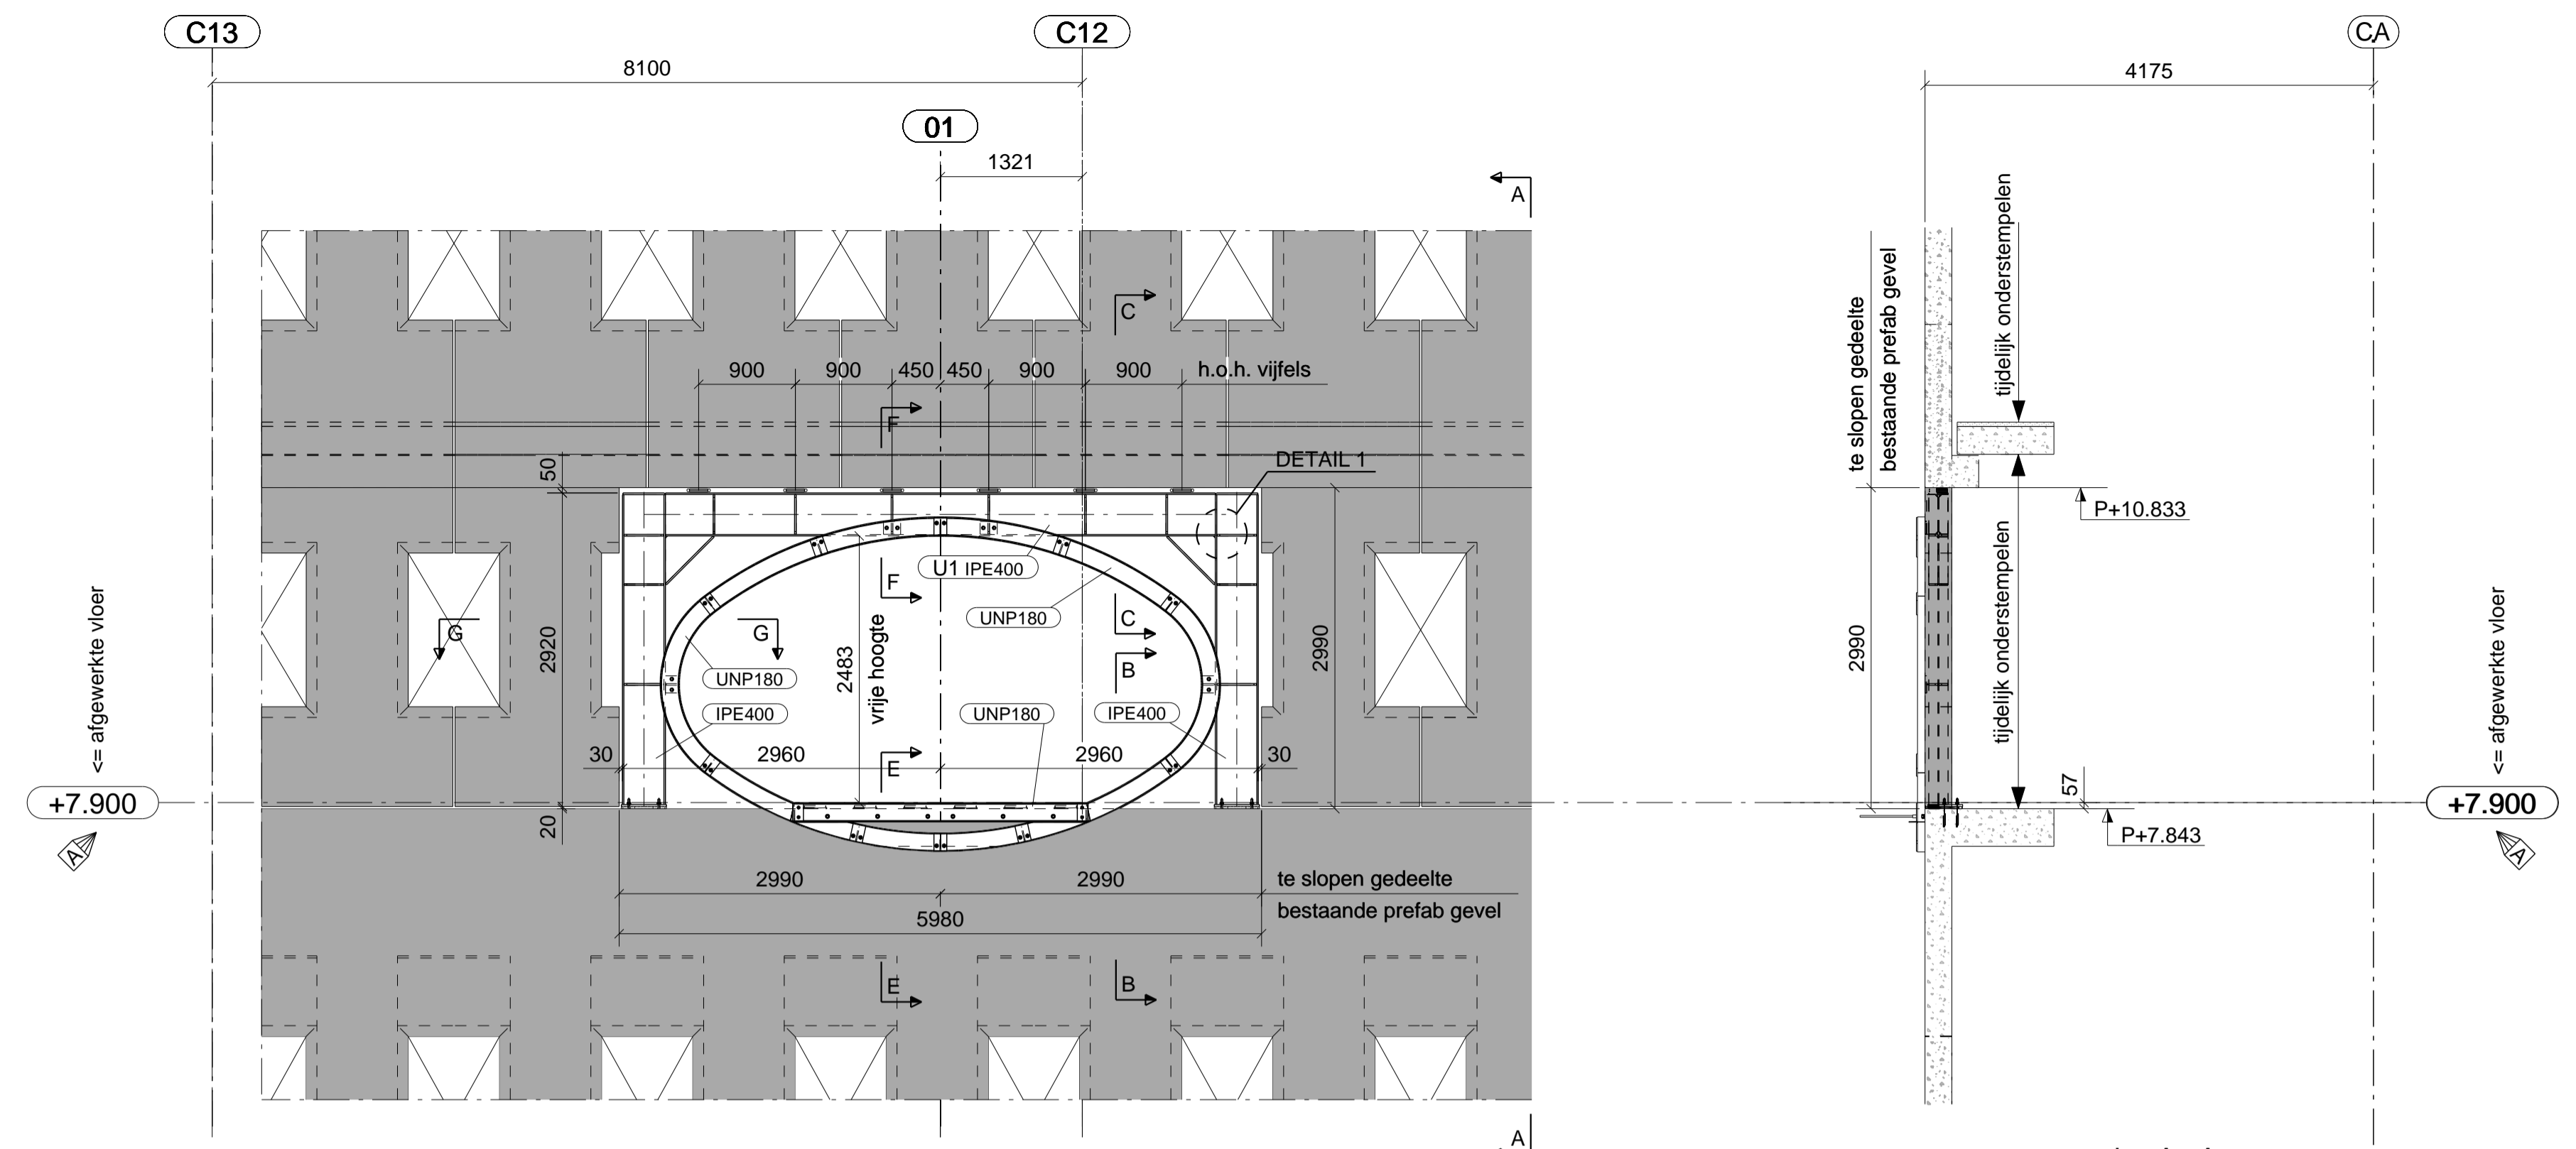 C13
C12
CA
8100
4175
01
1321
A
tijdelijk onderstempelen
te slopen gedeelte
bestaande prefab gevel
C
900
900
450
450
900
900
h.o.h. vijfels
F
50
DETAIL 1
P+10.833
U1 IPE400
F
UNP180
C
G
G
B
2920
2483
vrije hoogte
2990
2990
tijdelijk onderstempelen
<= afgewerkte vloer
<= afgewerkte vloer
UNP180
IPE400
UNP180
IPE400
30
2960
2960
30
E
57
+7.900
+7.900
20
P+7.843
A
A
2990
2990
te slopen gedeelte
5980
bestaande prefab gevel
E
B
A